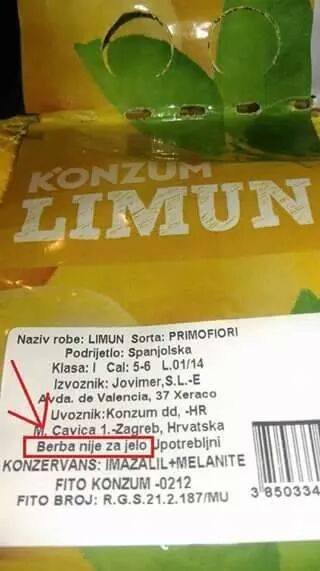 KONZUM
LIMUN
Naziv robe: LIMUN Sorta: PRIMOFIORI
Podrijetlo: Spanjolska
Klasa: I Cal: 5-6 L.01/14
Izvoznik: Jovimer,S.L.-E
Avda. de Valencia, 37 Xeraco
Uvoznik:Konzum dd, -HR
M. Cavica 1.-Zagreb, Hrvatska
Berba nije za jelo Upotrebljni
KONZERVANS: IMAZALIL+MELANITE
FITO KONZUM -0212
FITO BROJ: R.G.S.21.2.187/MU
3 850334